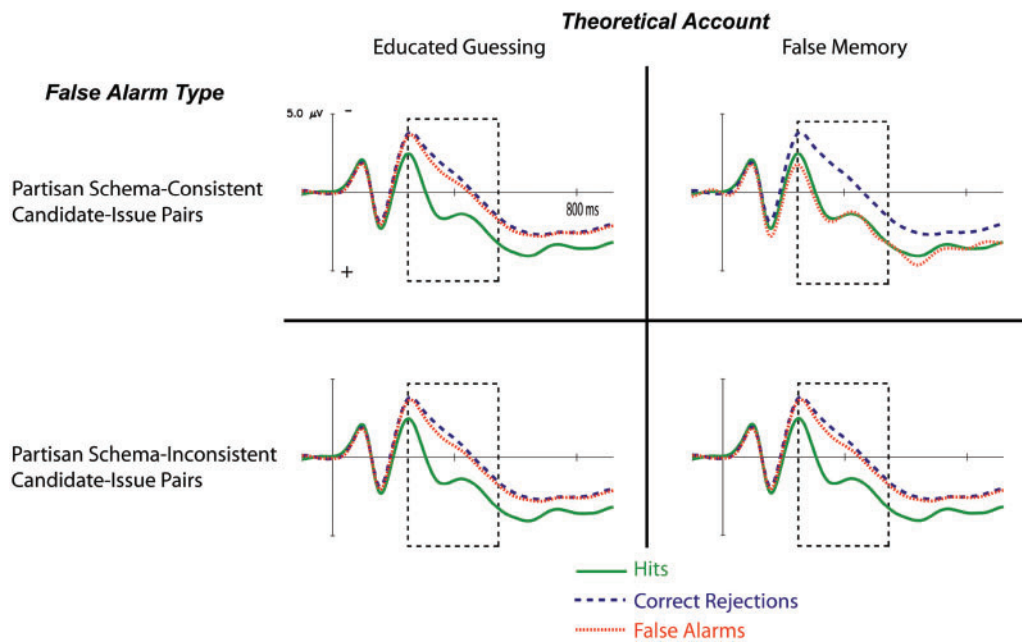 Theoretical Account
Educated Guessing
False Memory
False Alarm Type
5.0 μV
-
Partisan Schema-Consistent
Candidate-Issue Pairs
800 ms
+
Partisan Schema-Inconsistent
Candidate-Issue Pairs
Hits
Correct Rejections
False Alarms